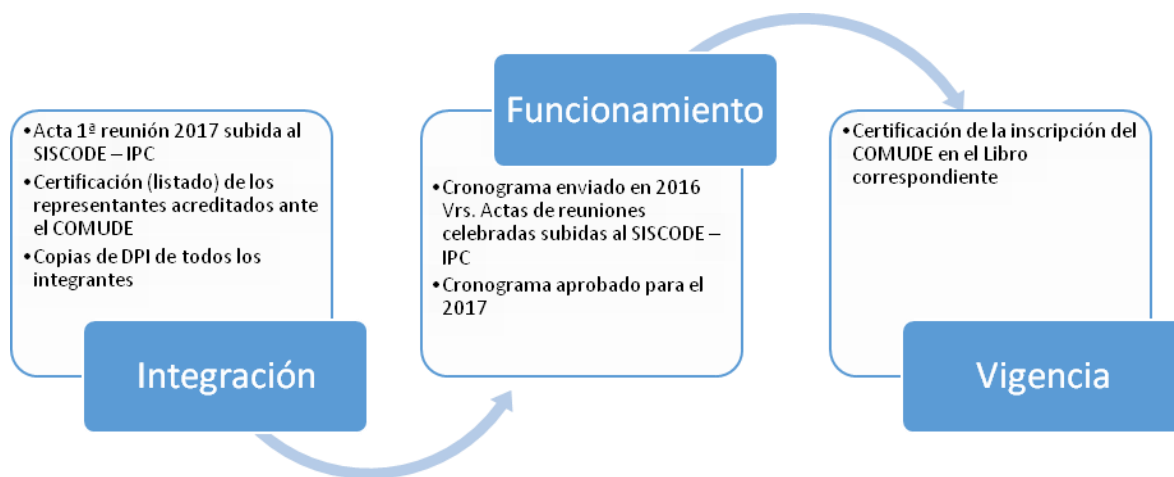 •Acta 1ª reunión 2017 subida al
SISCODE – IPC
•Certificación (listado) de los
representantes acreditados ante
el COMUDE
•Copias de DPI de todos los
integrantes
Integración
Funcionamiento
•Cronograma enviado en 2016
Vrs. Actas de reuniones
celebradas subidas al SISCODE –
IPC
•Cronograma aprobado para el
2017
•Certificación de la inscripción del
COMUDE en el Libro
correspondiente
Vigencia